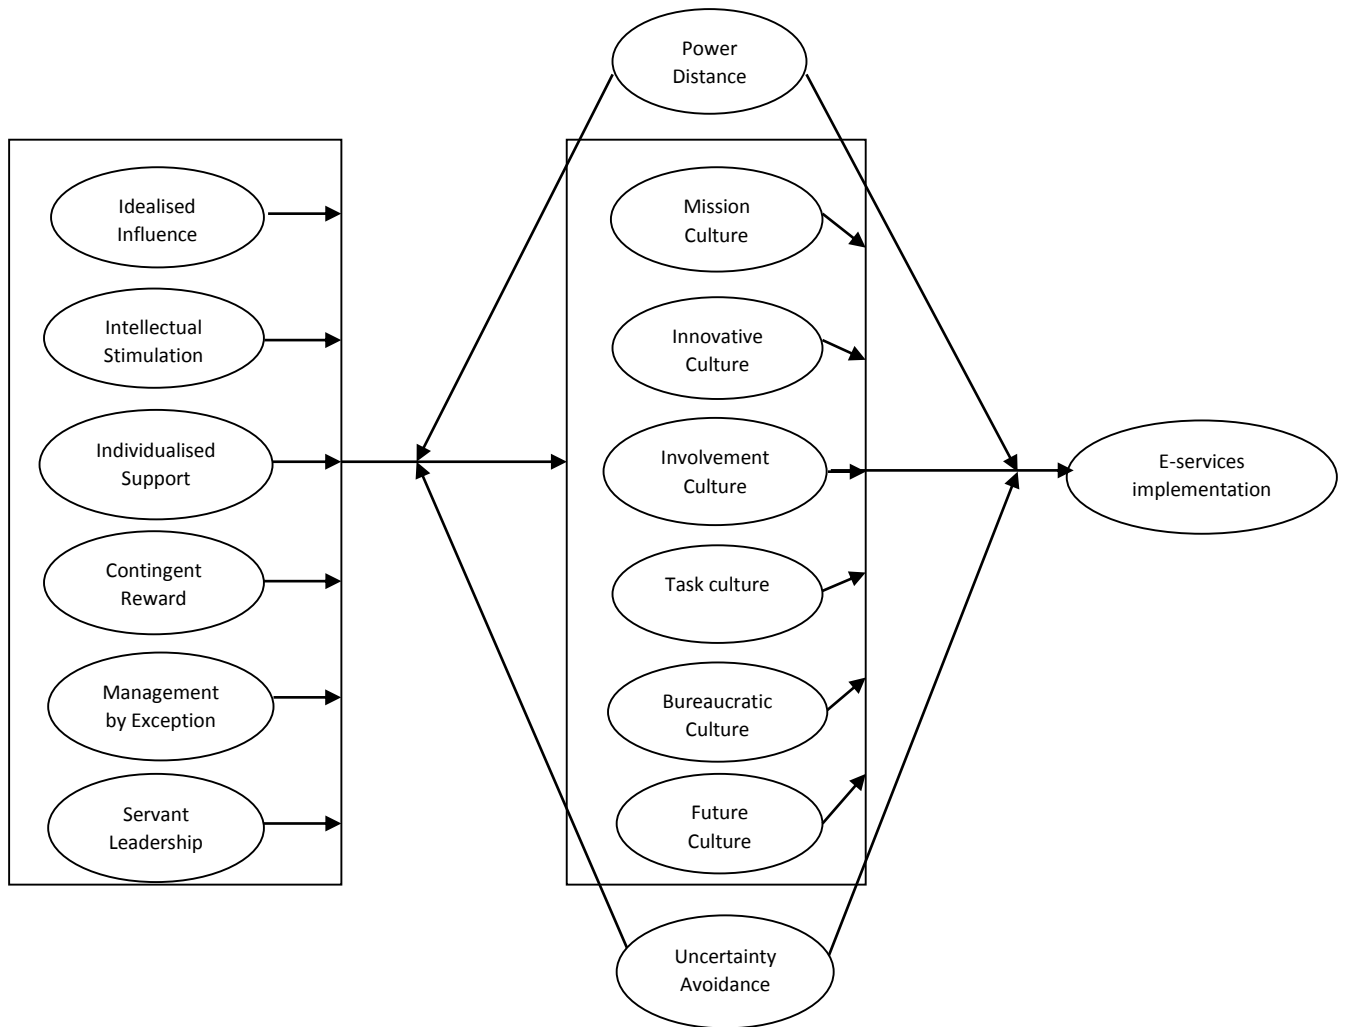 Power
Distance
Idealised
Influence
Intellectual
Stimulation
Individualised
Support
Contingent
Reward
Management
by Exception
Servant
Leadership
Mission
Culture
Innovative
Culture
Involvement
Culture
Task culture
Bureaucratic
Culture
Future
Culture
E-services
implementation
Uncertainty
Avoidance